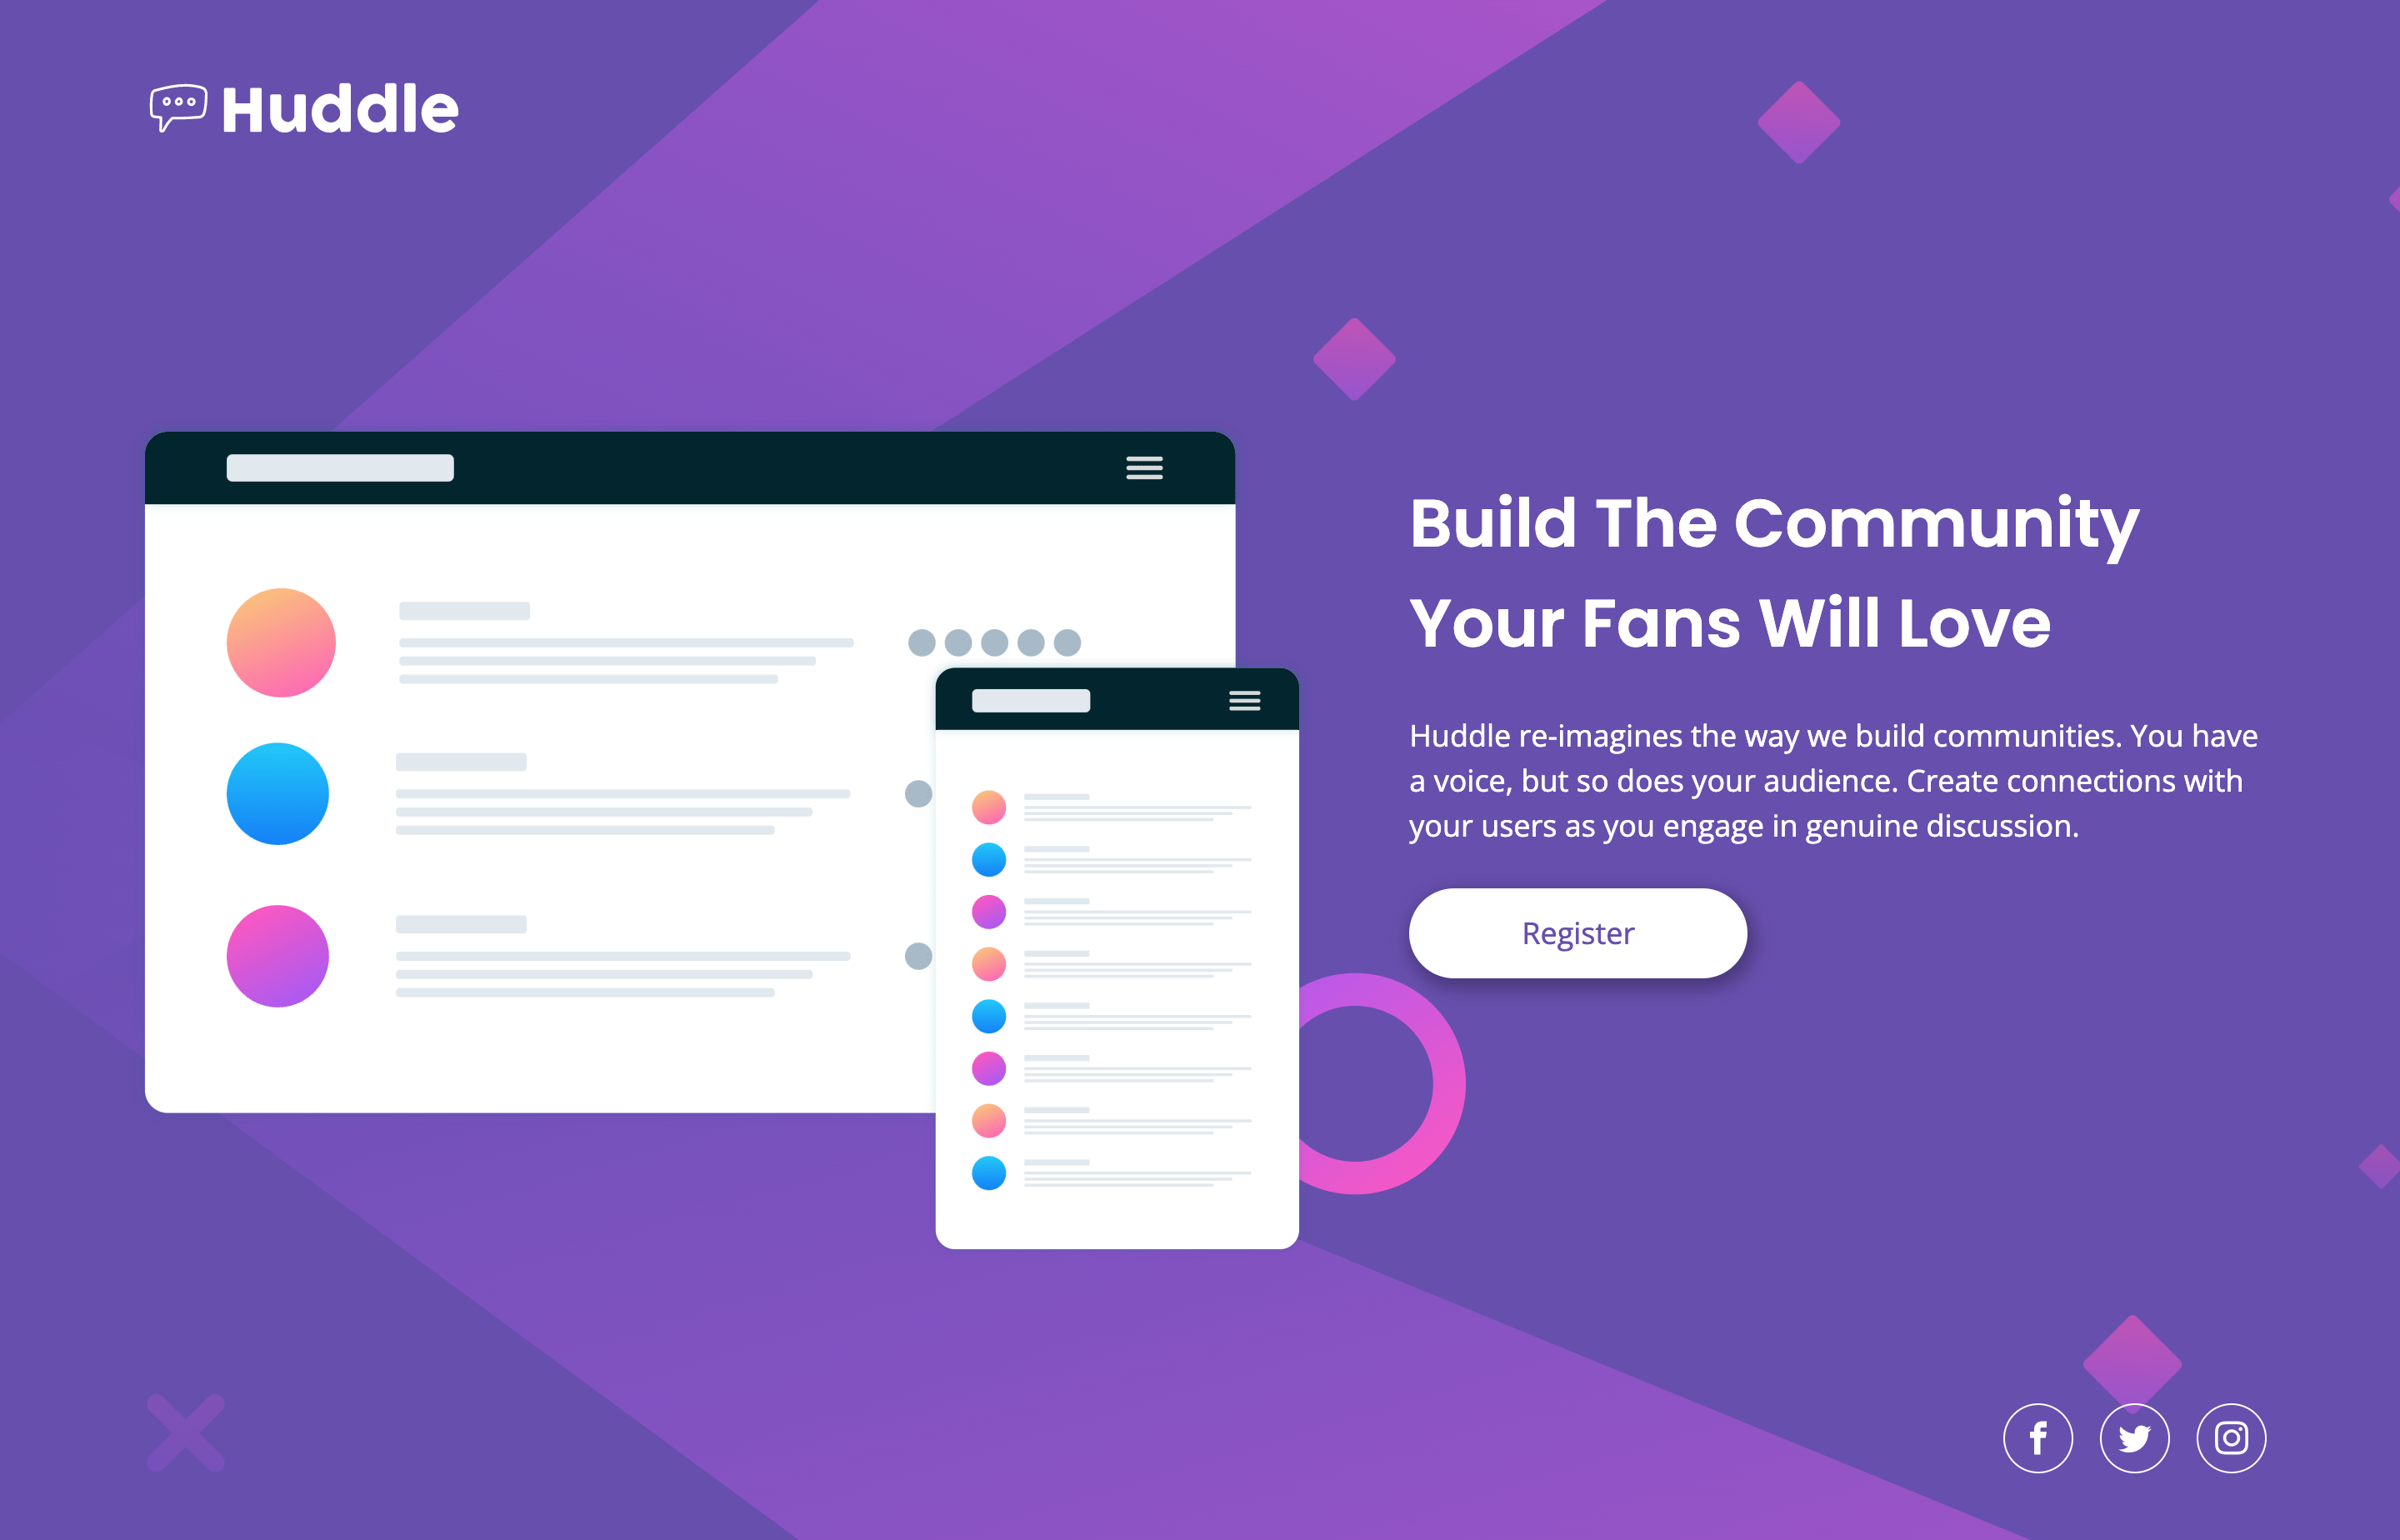 Huddle
Build The Community
Your Fans Will Love
Huddle re-imagines the way we build communities. You have
a voice, but so does your audience. Create connections with
your users as you engage in genuine discussion.
Register